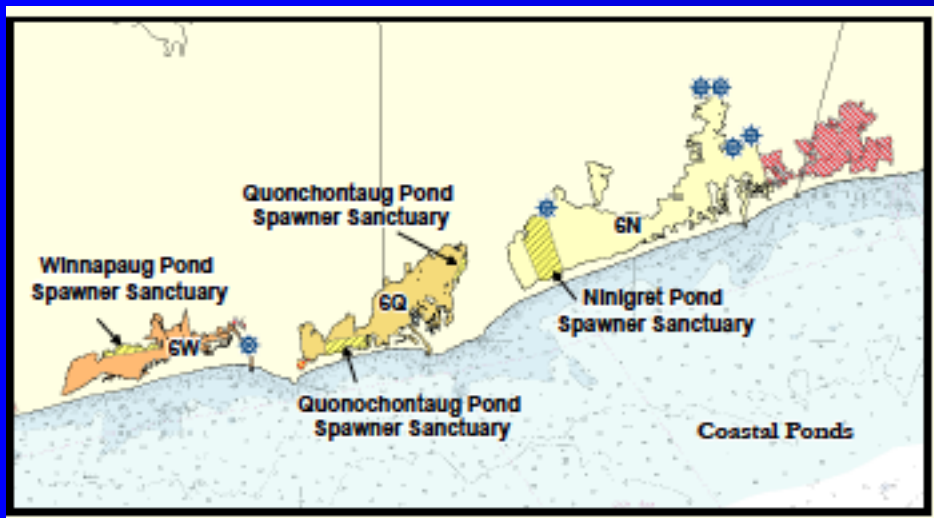 Quonchontaug Pond
Spawner Sanctuary
6N
Winnapaug Pond
Spawner Sanctuary
6Q
Ninigret Pond
Spawner Sanctuary
6W
Quonochontaug Pond
Spawner Sanctuary
Coastal Ponds